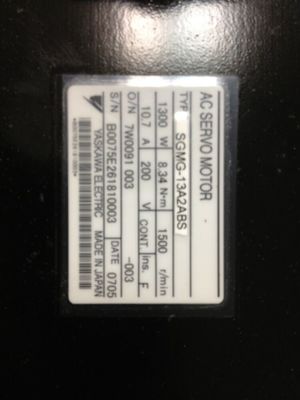 AC SERVO MOTOR
TYPE SGMG-13A2ABS
1300 W 8.34 N·m 1500 r/min
10.7 A 200 V CONT. Ins. F
O/N 7W0091 003 -003
S/N B0075E261810003 DATE 0705
YASKAWA ELECTRIC MADE IN JAPAN